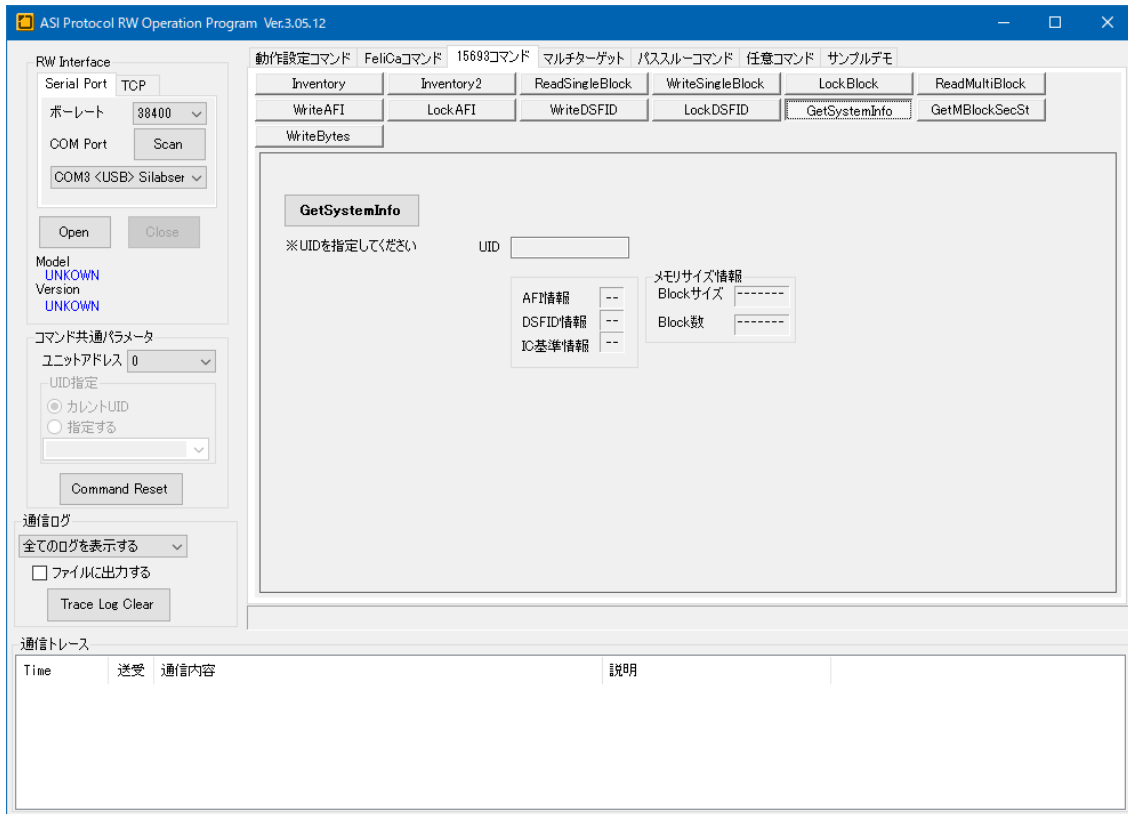 ASI Protocol RW Operation Program Ver.3.05.12
RW Interface
Serial Port TCP
ボーレート 38400
COM Port Scan
COM3 <USB> Silabser
Open Close
Model
UNKOWN
Version
UNKOWN
コマンド共通パラメータ
ユニットアドレス 0
UID指定
カレントUID
指定する
Command Reset
通信ログ
全てのログを表示する
ファイルに出力する
Trace Log Clear
動作設定コマンド FeliCaコマンド 15693コマンド マルチターゲット パススルーコマンド 任意コマンド サンプルデモ
Inventory Inventory2 ReadSingleBlock WriteSingleBlock LockBlock ReadMultiBlock
WriteAFI LockAFI WriteDSFID LockDSFID GetSystemInfo GetMBlockSecSt
WriteBytes
GetSystemInfo
※UIDを指定してください UID
AFI情報 --
DSFID情報 --
IC基準情報 --
メモリサイズ情報
Blockサイズ -------
Block数 -------
通信トレース
Time 送受 通信内容 説明